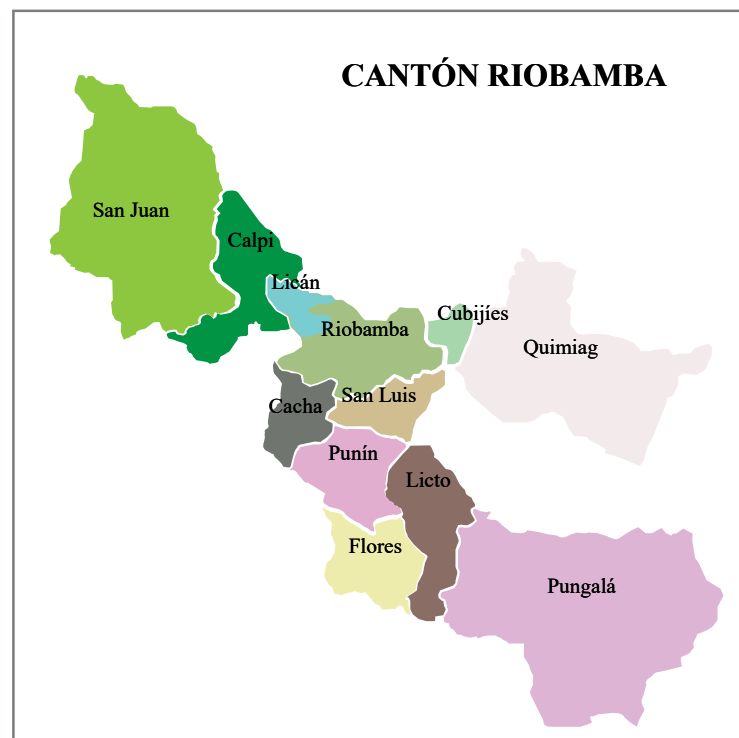 CANTÓN RIOBAMBA
San Juan
Calpi
Licán
Cubijíes
Riobamba
Quimiag
San Luis
Cacha
Punín
Licto
Flores
Pungalá